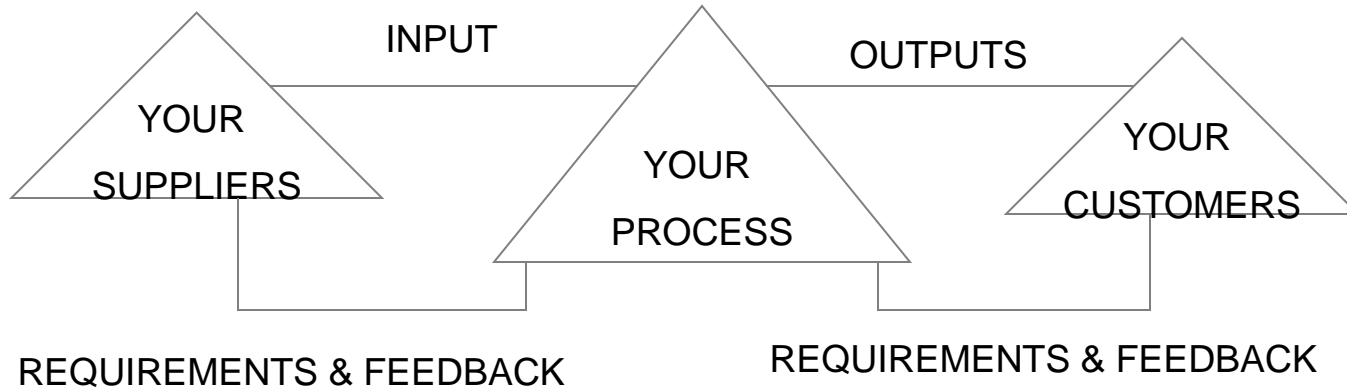 INPUT
OUTPUTS
YOUR
SUPPLIERS
YOUR
PROCESS
YOUR
CUSTOMERS
REQUIREMENTS & FEEDBACK
REQUIREMENTS & FEEDBACK